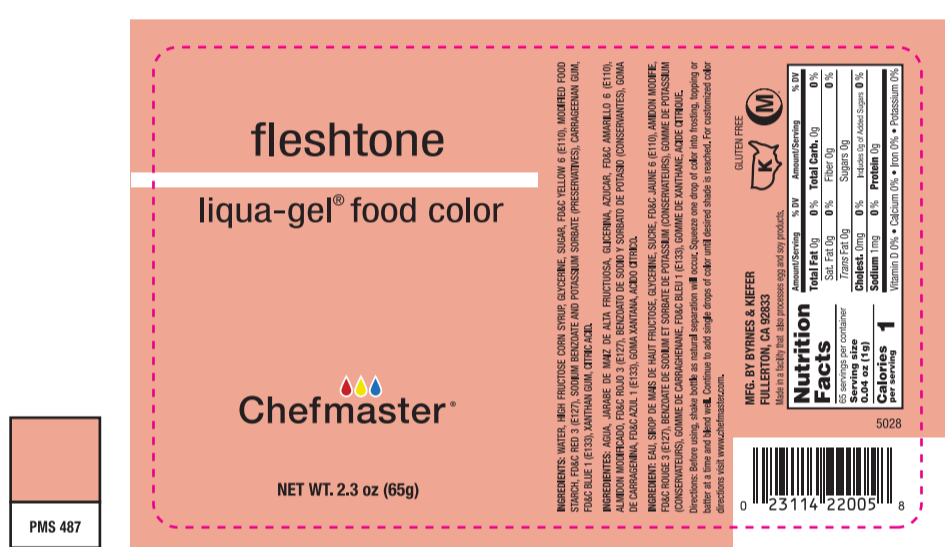 fleshtone
liqua-gel® food color
Chefmaster®
NET WT. 2.3 oz (65g)
PMS 487
INGREDIENTS: WATER, HIGH FRUCTOSE CORN SYRUP, GLYCERINE, SUGAR, FD&C YELLOW 6 (E110), MODIFIED FOOD
STARCH, FD&C RED 3 (E127), SODIUM BENZOATE AND POTASSIUM SORBATE (PRESERVATIVES), CARRAGEENAN GUM,
FD&C BLUE 1 (E133), XANTHAN GUM, CITRIC ACID.
INGREDIENTES: AGUA, JARABE DE MAIZ DE ALTA FRUCTUOSA, GLICERINA, AZUCAR, FD&C AMARILLO 6 (E110),
ALMIDON MODIFICADO, FD&C ROJO 3 (E127), BENZOATO DE SODIO Y SORBATO DE POTASIO (CONSERVANTES), GOMA
DE CARRAGENINA, FD&C AZUL 1 (E133), GOMA XANTANA, ACIDO CITRICO.
INGREDIENT: EAU, SIROP DE MAIS DE HAUT FRUCTOSE, GLYCERINE, SUCRE, FD&C JAUNE 6 (E110), AMIDON MODIFIE,
FD&C ROUGE 3 (E127), BENZOATE DE SODIUM ET SORBATE DE POTASSIUM (CONSERVATEURS), GOMME DE POTASSIUM
(CONSERVATEURS), GOMME DE CARRAGHENANE, FD&C BLEU 1 (E133), GOMME DE XANTHANE, ACIDE CITRIQUE.
Directions: Before using, shake bottle as natural separation will occur. Squeeze one drop of color into frosting, topping or
batter at a time and blend well. Continue to add single drops of color until desired shade is reached. For customized color
directions visit www.chefmaster.com.
GLUTEN FREE
K
M
MFG. BY BYRNES & KIEFER
FULLERTON, CA 92833
Made in a facility that also processes egg and soy products.
Nutrition
Facts
65 servings per container
Serving size
0.04 oz (1g)
Calories 1
per serving
Amount/Serving % DV Amount/Serving % DV
Total Fat 0g 0% Total Carb. 0g 0%
Sat. Fat 0g 0% Fiber 0g 0%
Trans Fat 0g Sugars 0g
Cholest. 0mg 0% Includes 0g of Added Sugars 0%
Sodium 1mg 0% Protein 0g
Vitamin D 0% • Calcium 0% • Iron 0% • Potassium 0%
5028
0 23114 22005 8